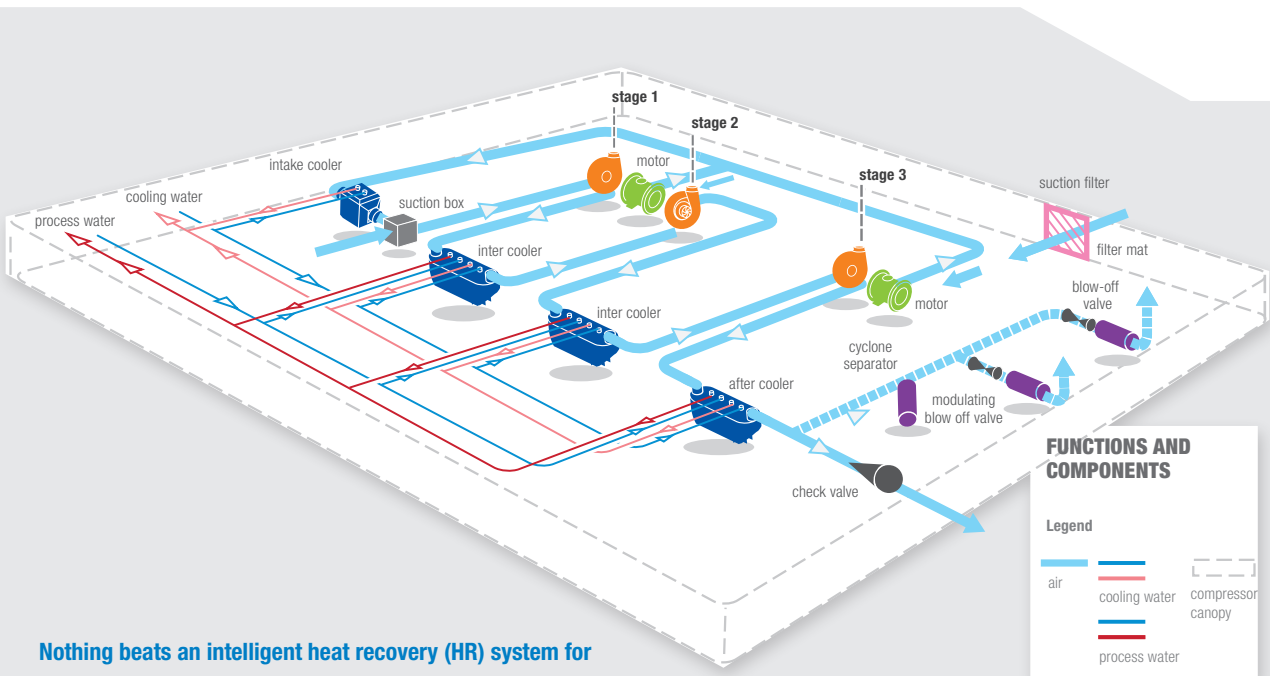 stage 1
stage 2
motor
intake cooler
stage 3
suction filter
cooling water
suction box
process water
filter mat
inter cooler
blow-off
valve
motor
inter cooler
cyclone
separator
after cooler
modulating
blow off valve
FUNCTIONS AND
COMPONENTS
check valve
Legend
air
cooling water
compressor
canopy
process water
Nothing beats an intelligent heat recovery (HR) system for